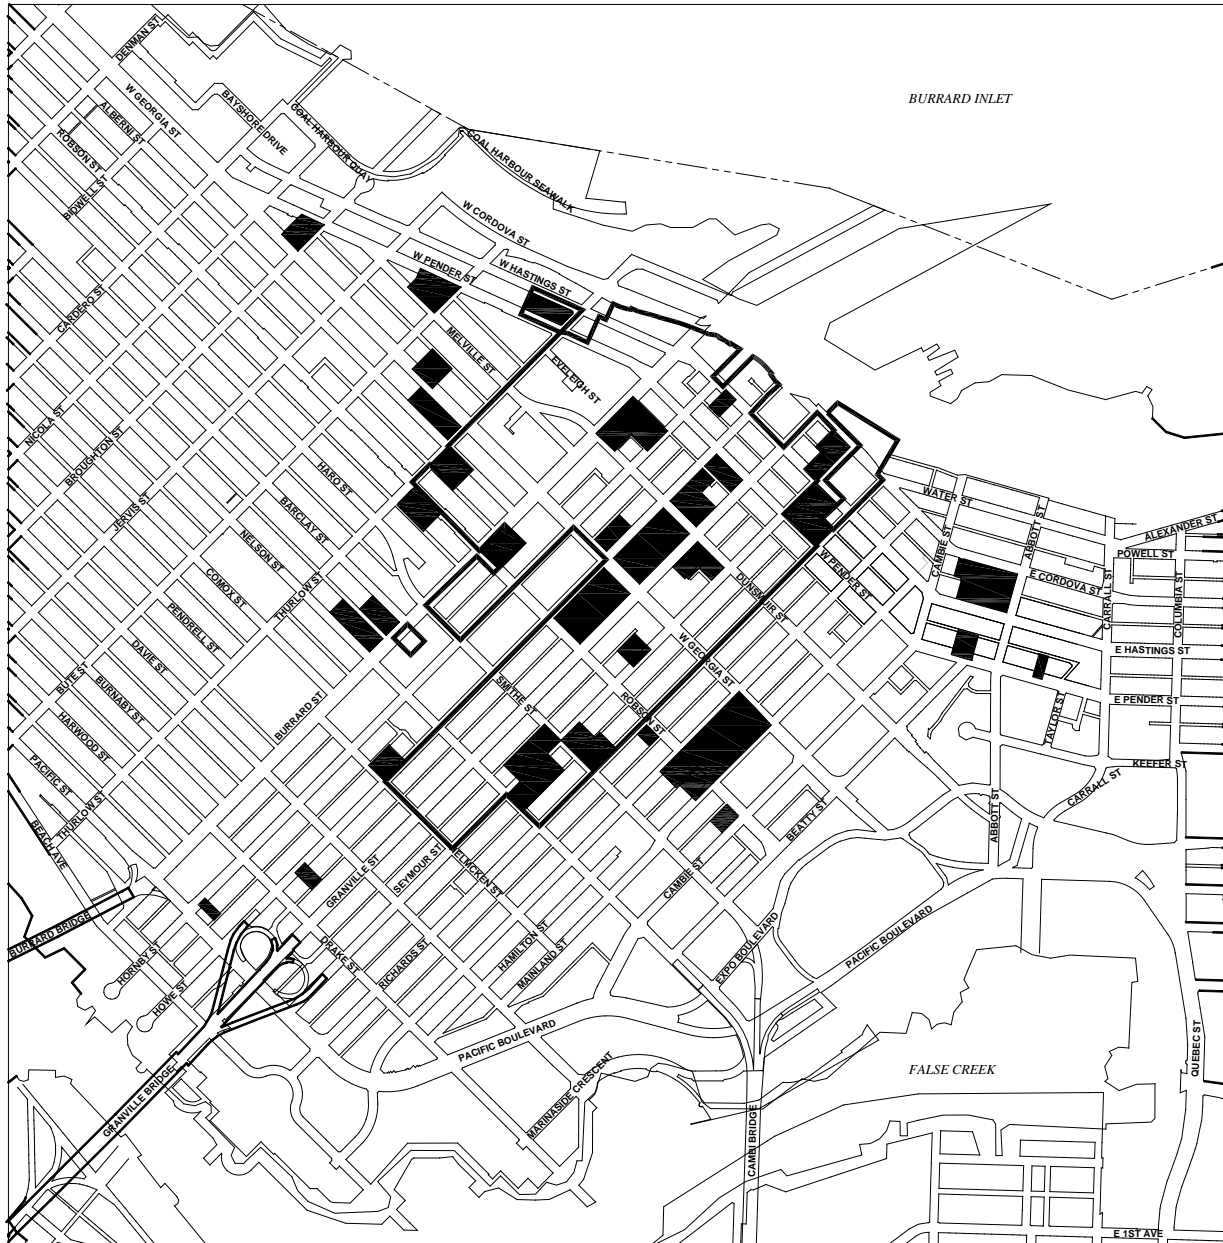 DENMAN ST
BURRARD INLET
W GEORGIA ST
BAYSHORE DRIVE
ALBERNI ST
COAL HARBOUR QUAY
ROBSON ST
COAL HARBOUR SEAWALK
BIDWELL ST
W CORDOVA ST
W HASTINGS ST
W PENDER ST
CARDERO ST
MELVILLE ST
EVELEIGH ST
NICOLA ST
BROUGHTON ST
HARO ST
JERVIS ST
BARCLAY ST
WATER ST
ABBOTT ST
ALEXANDER ST
CAMBIE ST
POWELL ST
NELSON ST
W PENDER ST
E CORDOVA ST
COMOX ST
THURLOW ST
DUNSMUIR ST
CARRALL ST
COLUMBIA ST
PENDRELL ST
DAVIE ST
W GEORGIA ST
E HASTINGS ST
BUTE ST
BURNABY ST
BURRARD ST
SMITHE ST
ROBSON ST
E PENDER ST
TAYLOR ST
HARWOOD ST
PACIFIC ST
KEEFER ST
THURLOW ST
CARRALL ST
BEATTY ST
ABBOTT ST
BEACH AVE
GRANVILLE ST
SEYMOUR ST
HELMCKEN ST
CAMBIE ST
BURRARD BRIDGE
HORNBY ST
DRAKE ST
RICHARDS ST
HAMILTON ST
MAINLAND ST
EXPO BOULEVARD
PACIFIC BOULEVARD
HOWE ST
PACIFIC BOULEVARD
QUEBEC ST
FALSE CREEK
GRANVILLE BRIDGE
MARINASIDE CRESCENT
CAMBI BRIDGE
E 1ST AVE